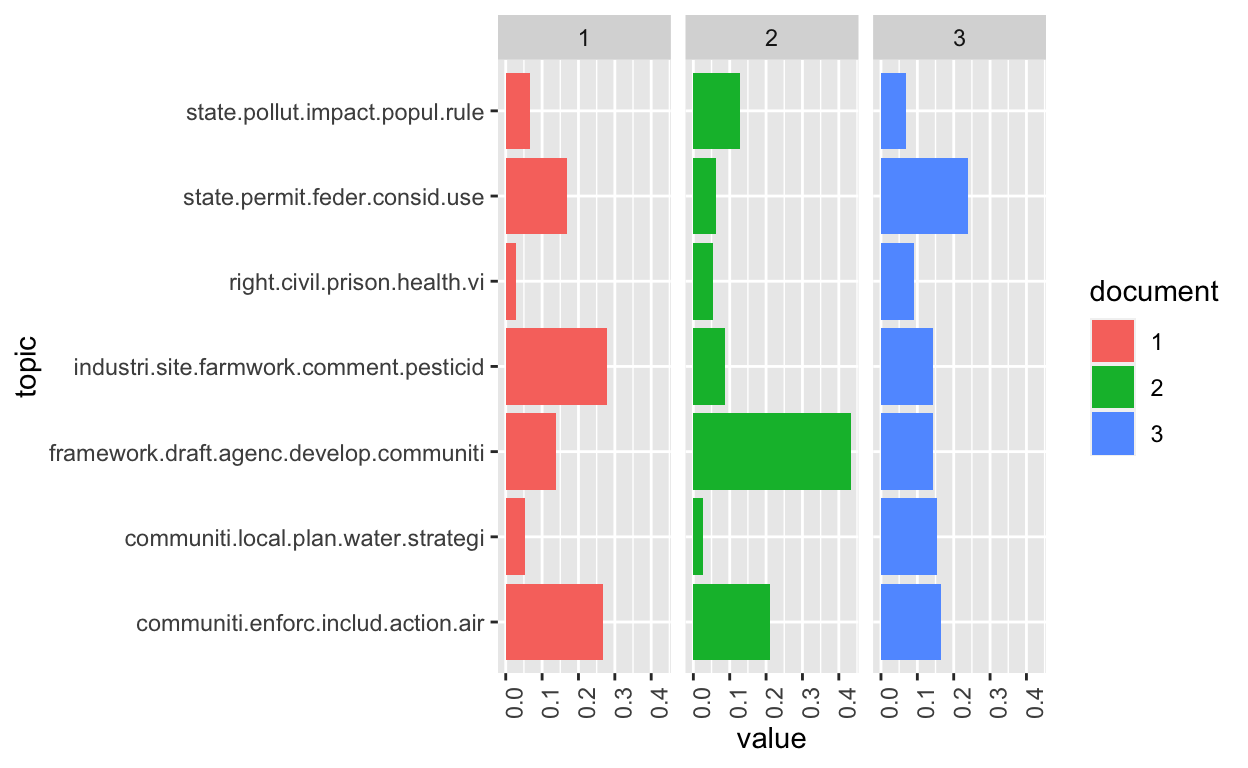 1 2 3
state.pollut.impact.popul.rule
state.permit.feder.consid.use
right.civil.prison.health.vi
industri.site.farmwork.comment.pesticid
framework.draft.agenc.develop.communiti
communiti.local.plan.water.strategi
communiti.enforc.includ.action.air
topic
0.0 0.1 0.2 0.3 0.4 0.0 0.1 0.2 0.3 0.4 0.0 0.1 0.2 0.3 0.4
value
document
1
2
3